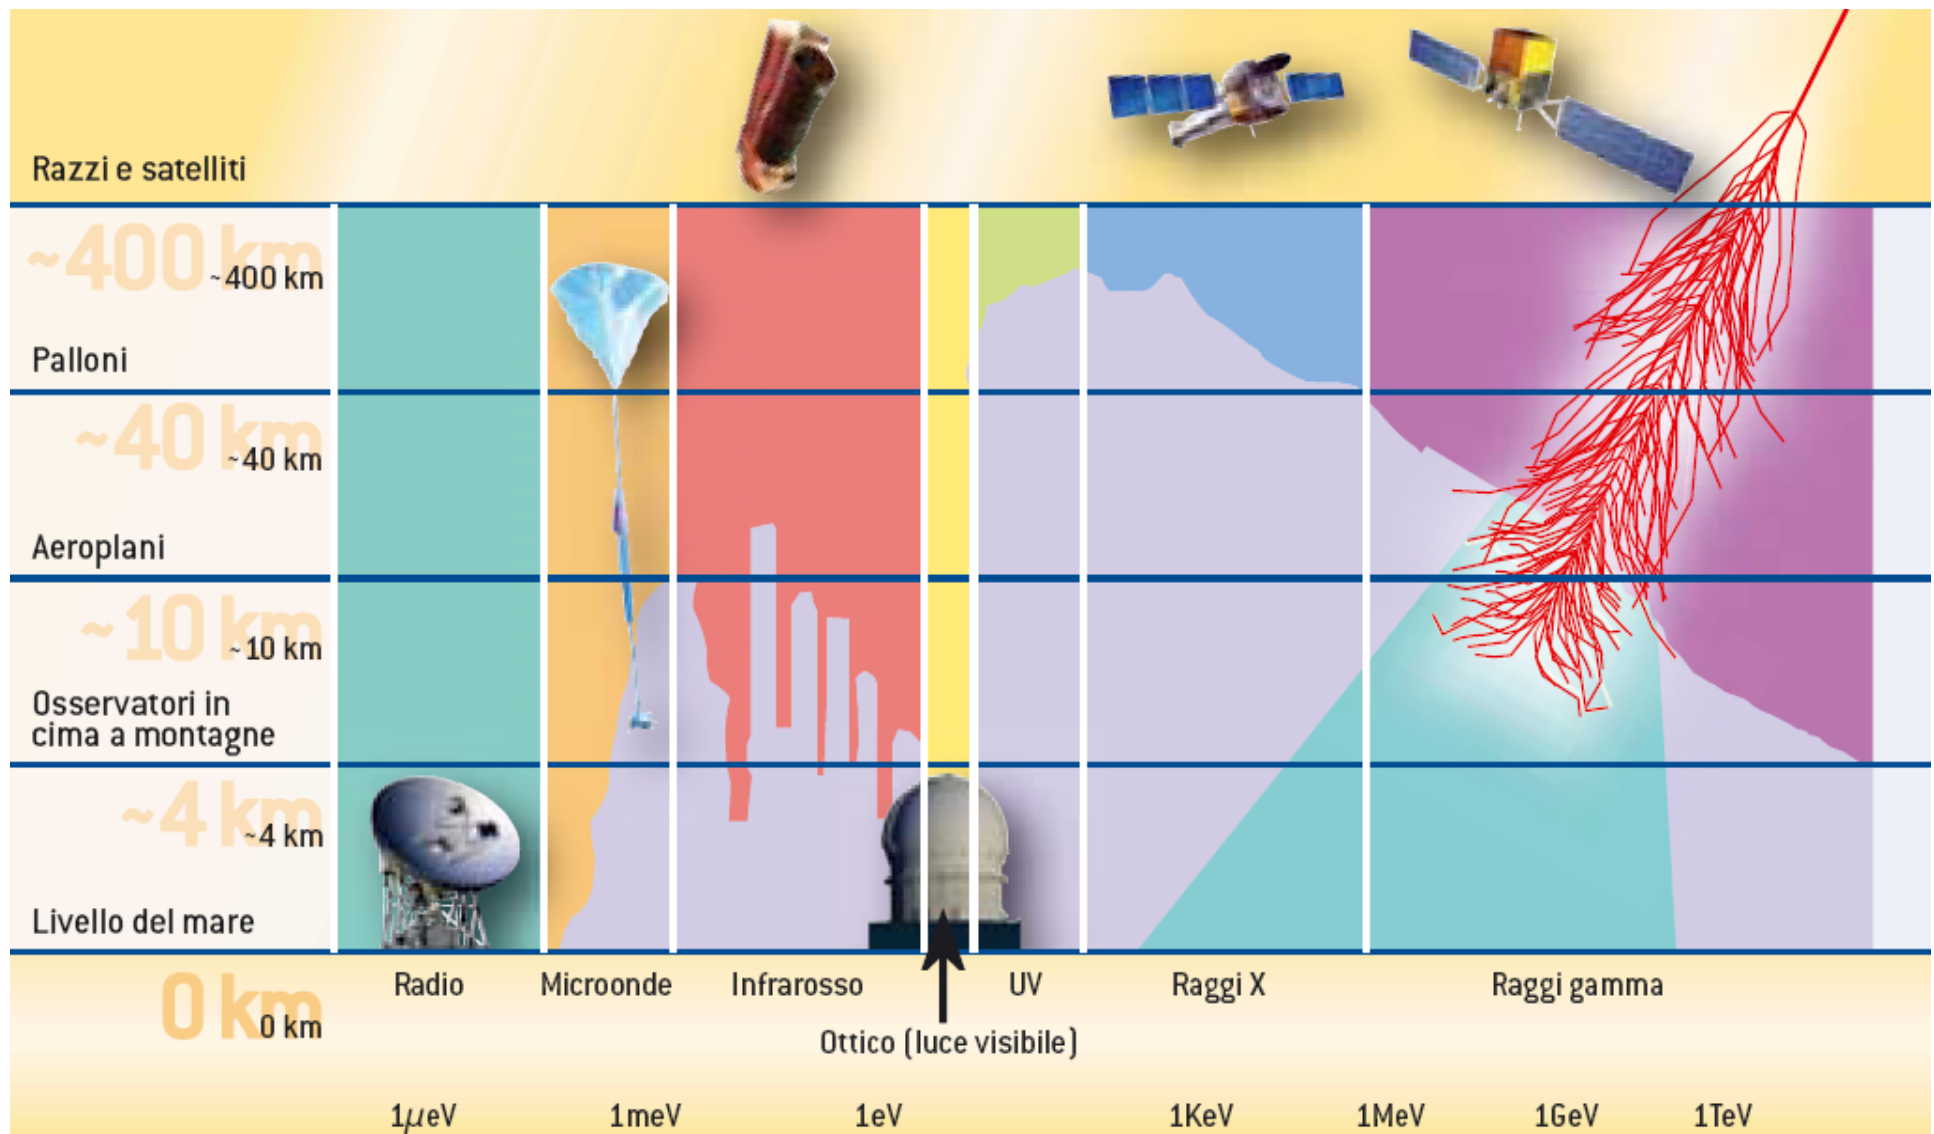 Razzi e satelliti
~400 km
~400 km
Palloni
~40 km
~40 km
Aeroplani
~10 km
~10 km
Osservatori in
cima a montagne
~4 km
~4 km
Livello del mare
0 km
0 km
Radio
Microonde
Infrarosso
UV
Raggi X
Raggi gamma
Ottico (luce visibile)
1μeV
1meV
1eV
1KeV
1MeV
1GeV
1TeV